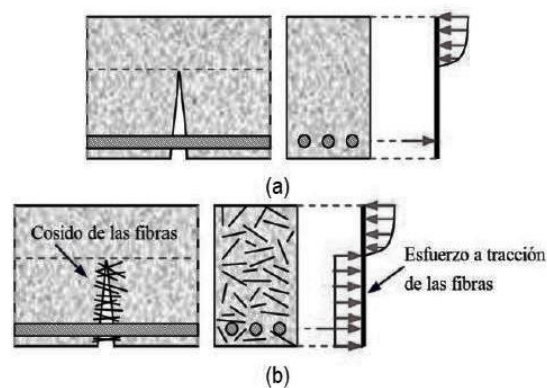 (a)
Cosido de las fibras
Esfuerzo a tracción
de las fibras
(b)